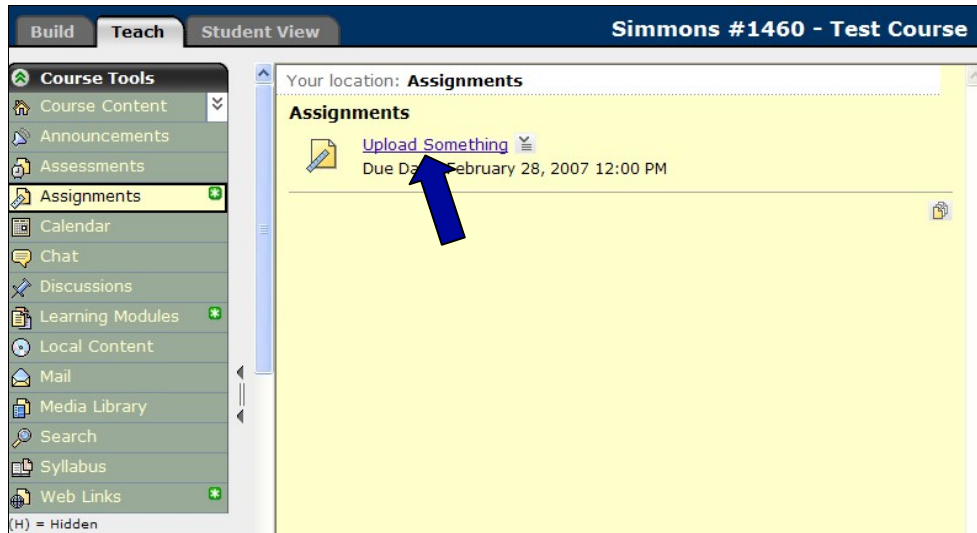 Build Teach Student View Simmons #1460 - Test Course
Course Tools
Course Content
Announcements
Assessments
Assignments
Calendar
Chat
Discussions
Learning Modules
Local Content
Mail
Media Library
Search
Syllabus
Web Links
(H) = Hidden
Your location: Assignments
Assignments
Upload Something
Due Da February 28, 2007 12:00 PM